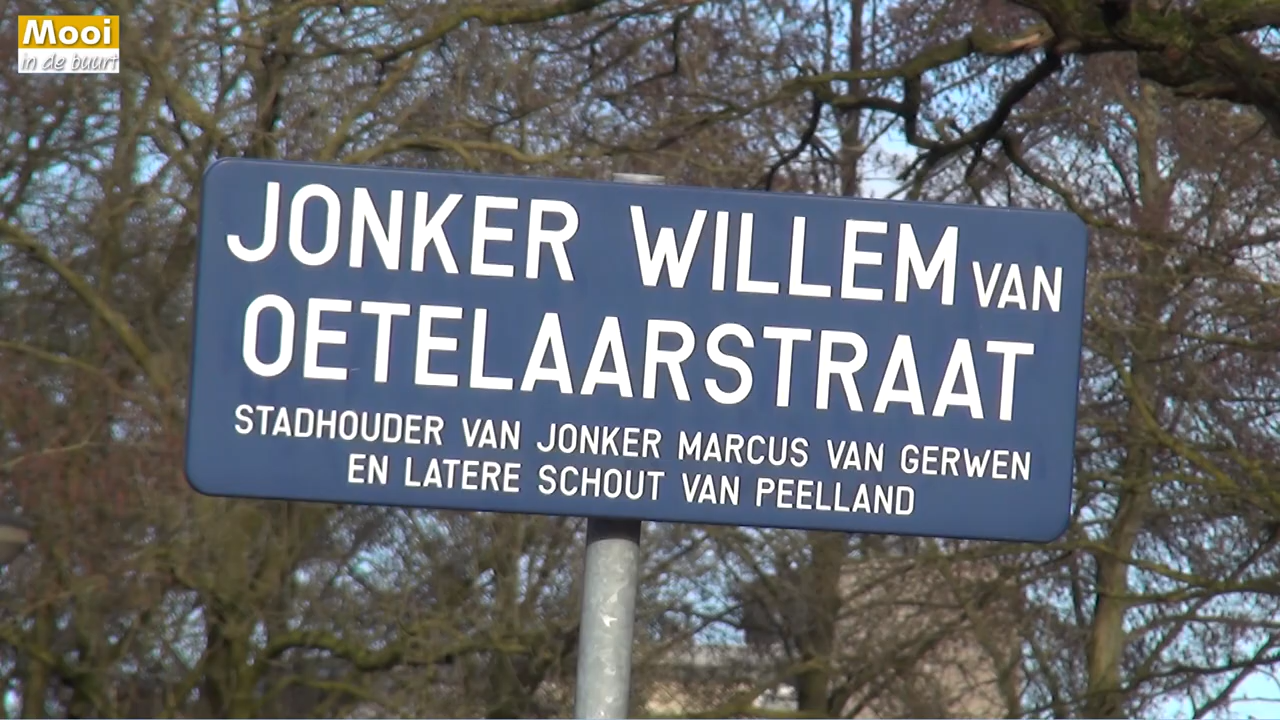 Mooi
in de buurt
JONKER WILLEM VAN
OETELAARSTRAAT
STADHOUDER VAN JONKER MARCUS VAN GERWEN
EN LATERE SCHOUT VAN PEELLAND